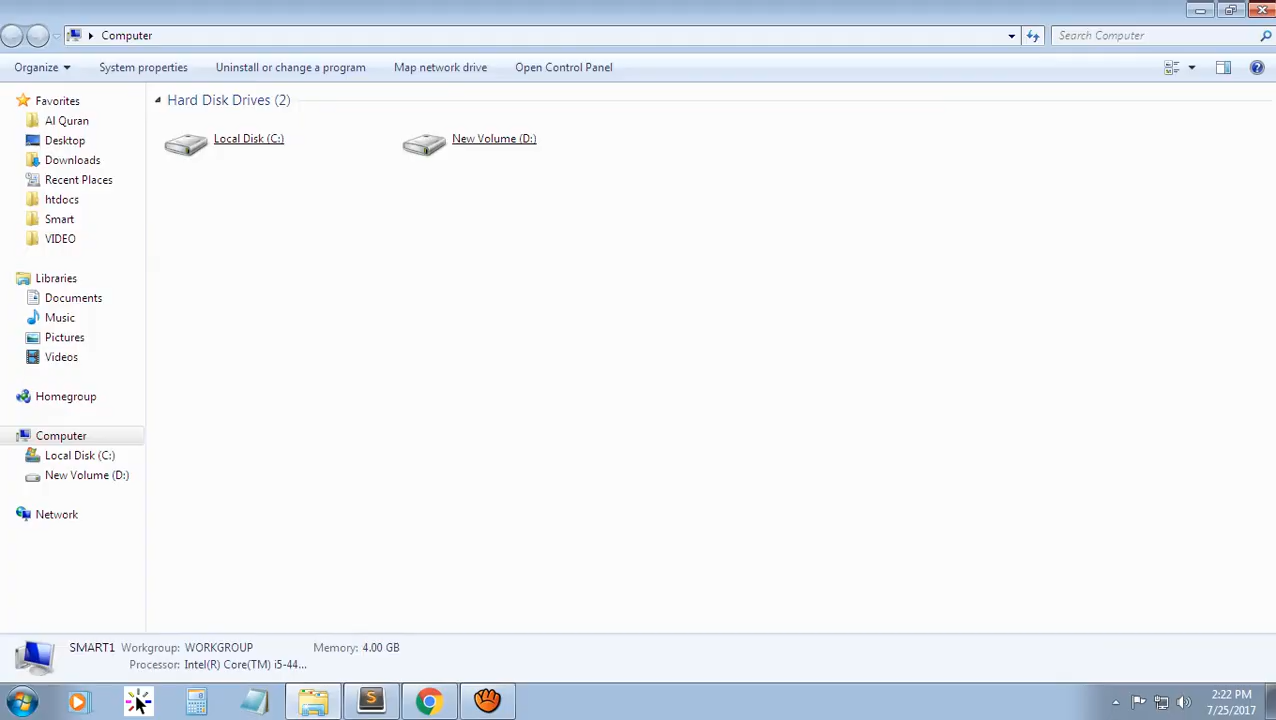 Computer
Search Computer
Organize
System properties
Uninstall or change a program
Map network drive
Open Control Panel
Favorites
Al Quran
Desktop
Downloads
Recent Places
htdocs
Smart
VIDEO
Libraries
Documents
Music
Pictures
Videos
Homegroup
Computer
Local Disk (C:)
New Volume (D:)
Network
Hard Disk Drives (2)
Local Disk (C:)
New Volume (D:)
SMART1 Workgroup: WORKGROUP Memory: 4.00 GB
Processor: Intel(R) Core(TM) i5-44...
2:22 PM
7/25/2017